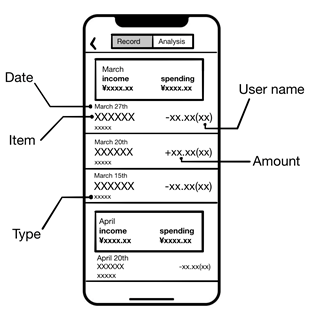 Record Analysis
March
income spending
¥xxxx.xx ¥xxxx.xx
Date
March 27th
User name
XXXXXX -xx.xx(xx)
Item
xxxxx
March 20th
XXXXXX +xx.xx(xx)
Amount
xxxxx
March 15th
XXXXXX -xx.xx(xx)
xxxxx
Type
April
income spending
¥xxxx.xx ¥xxxx.xx
April 20th
XXXXXX -xx.xx(xx)
xxxxx